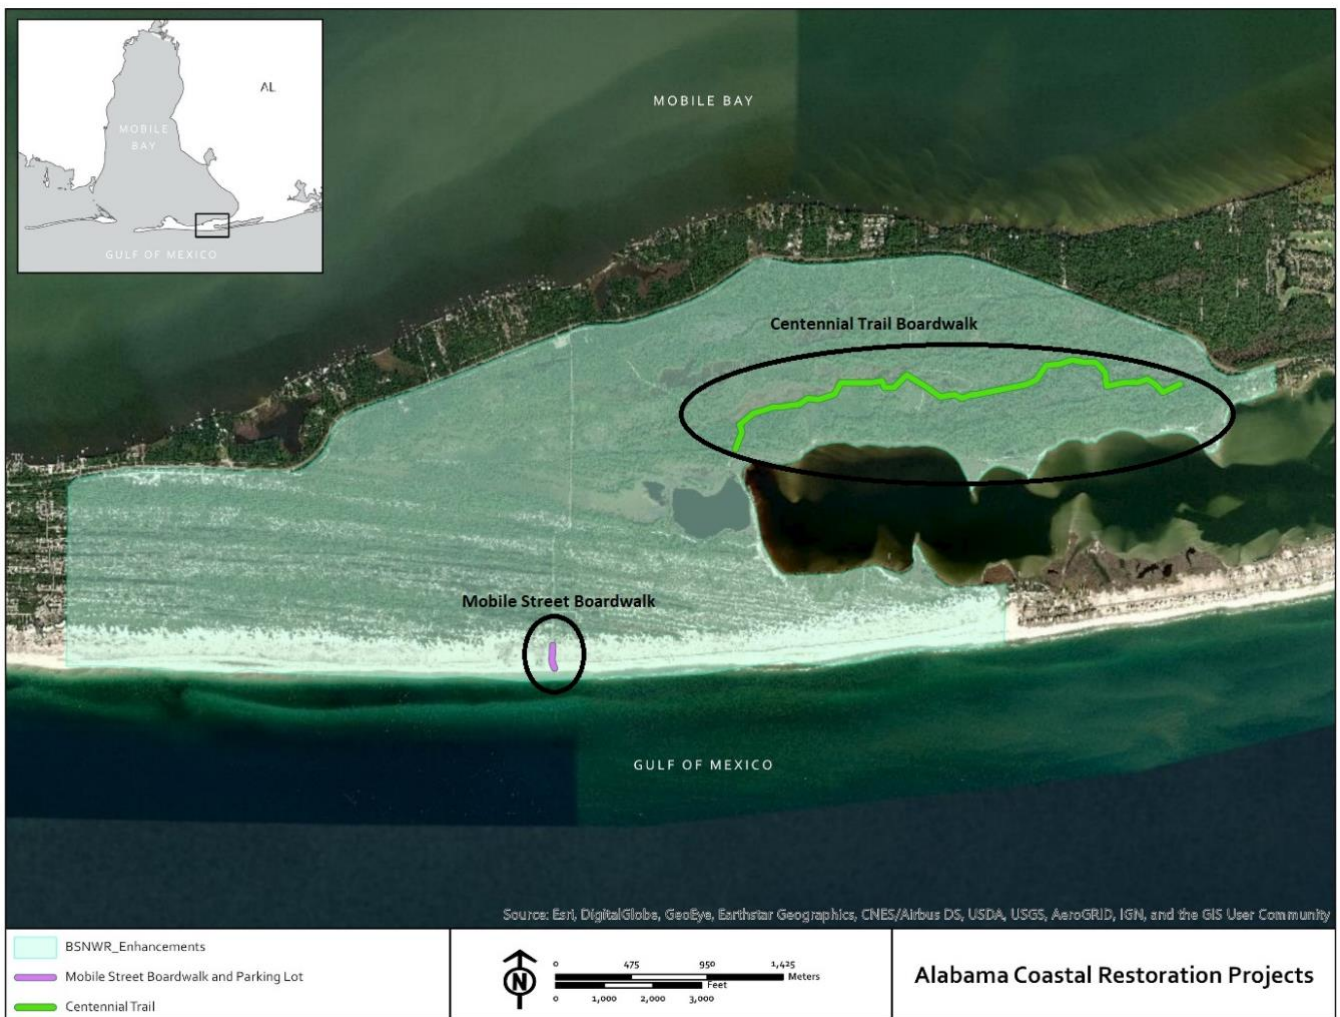 AL
MOBILE
BAY
GULF OF MEXICO
MOBILE BAY
Centennial Trail Boardwalk
Mobile Street Boardwalk
GULF OF MEXICO
Source: Esri, DigitalGlobe, GeoEye, Earthstar Geographics, CNES/Airbus DS, USDA, USGS, AeroGRID, IGN, and the GIS User Community
BSNWR_Enhancements
Mobile Street Boardwalk and Parking Lot
Centennial Trail
N
0 475 950 1,425
Meters
Feet
0 1,000 2,000 3,000
Alabama Coastal Restoration Projects